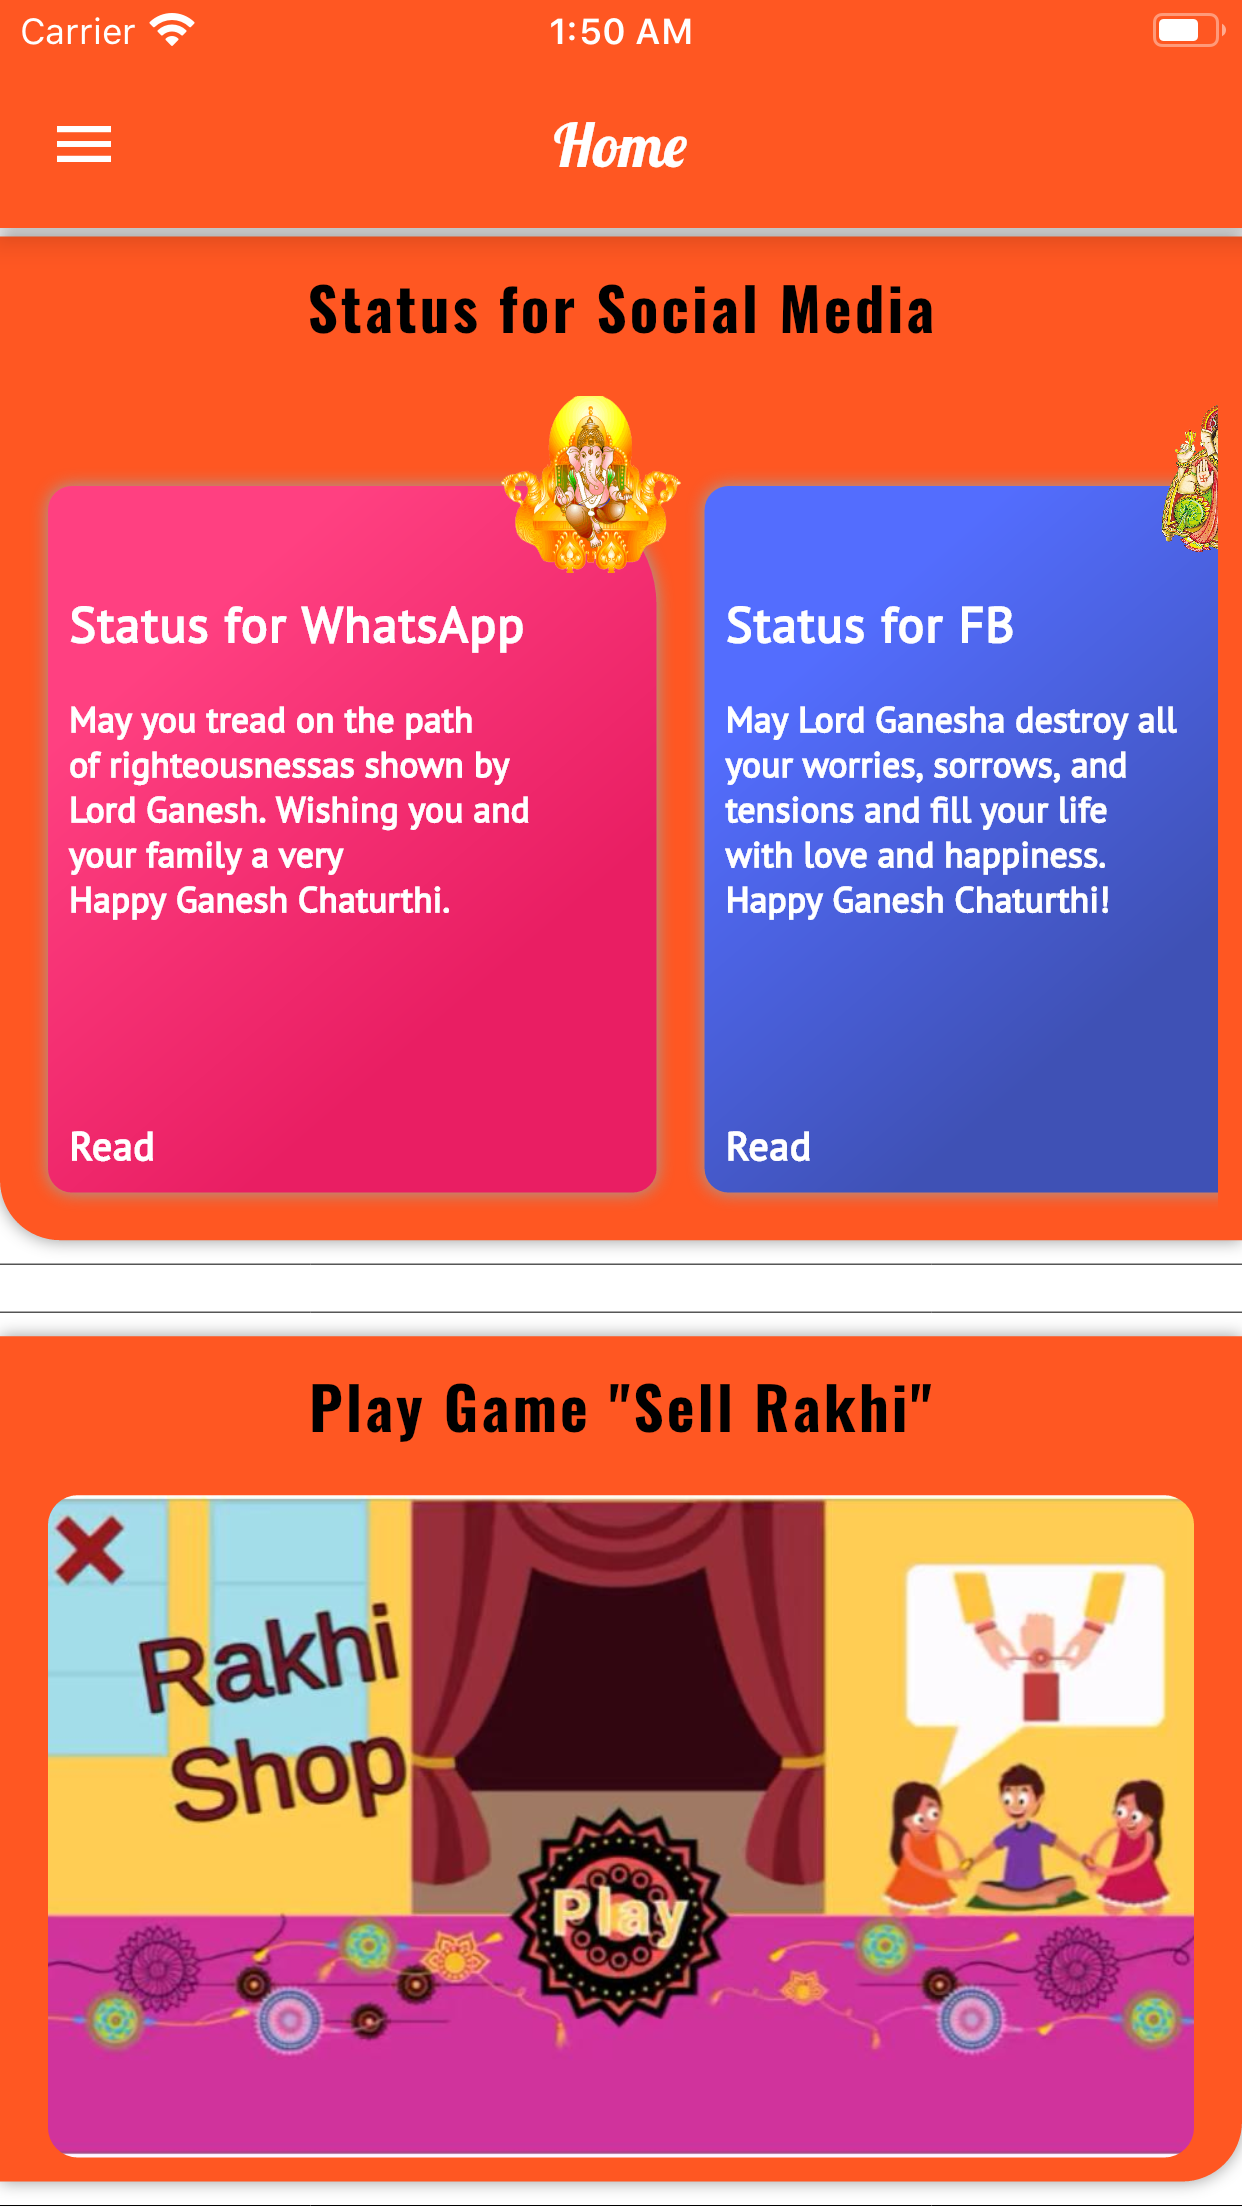 Carrier 1:50 AM
Home
Status for Social Media
Status for WhatsApp
May you tread on the path
of righteousnessas shown by
Lord Ganesh. Wishing you and
your family a very
Happy Ganesh Chaturthi.
Read
Status for FB
May Lord Ganesha destroy all
your worries, sorrows, and
tensions and fill your life
with love and happiness.
Happy Ganesh Chaturthi!
Read
Play Game "Sell Rakhi"
Rakhi
Shop
Play